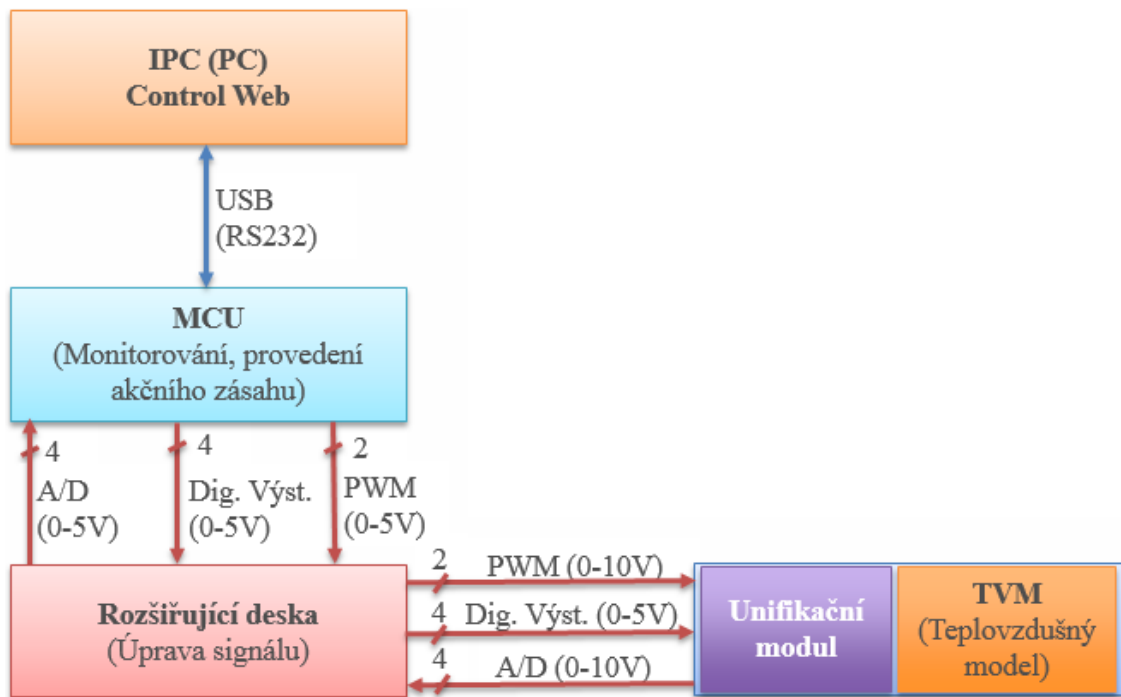 IPC (PC)
Control Web
USB
(RS232)
MCU
(Monitorování, provedení
akčního zásahu)
4
4
2
A/D
(0-5V)
Dig. Výst.
(0-5V)
PWM
(0-5V)
Rozšiřující deska
(Úprava signálu)
2 PWM (0-10V)
4 Dig. Výst. (0-5V)
4 A/D (0-10V)
Unifikační
modul
TVM
(Teplovzdušný
model)